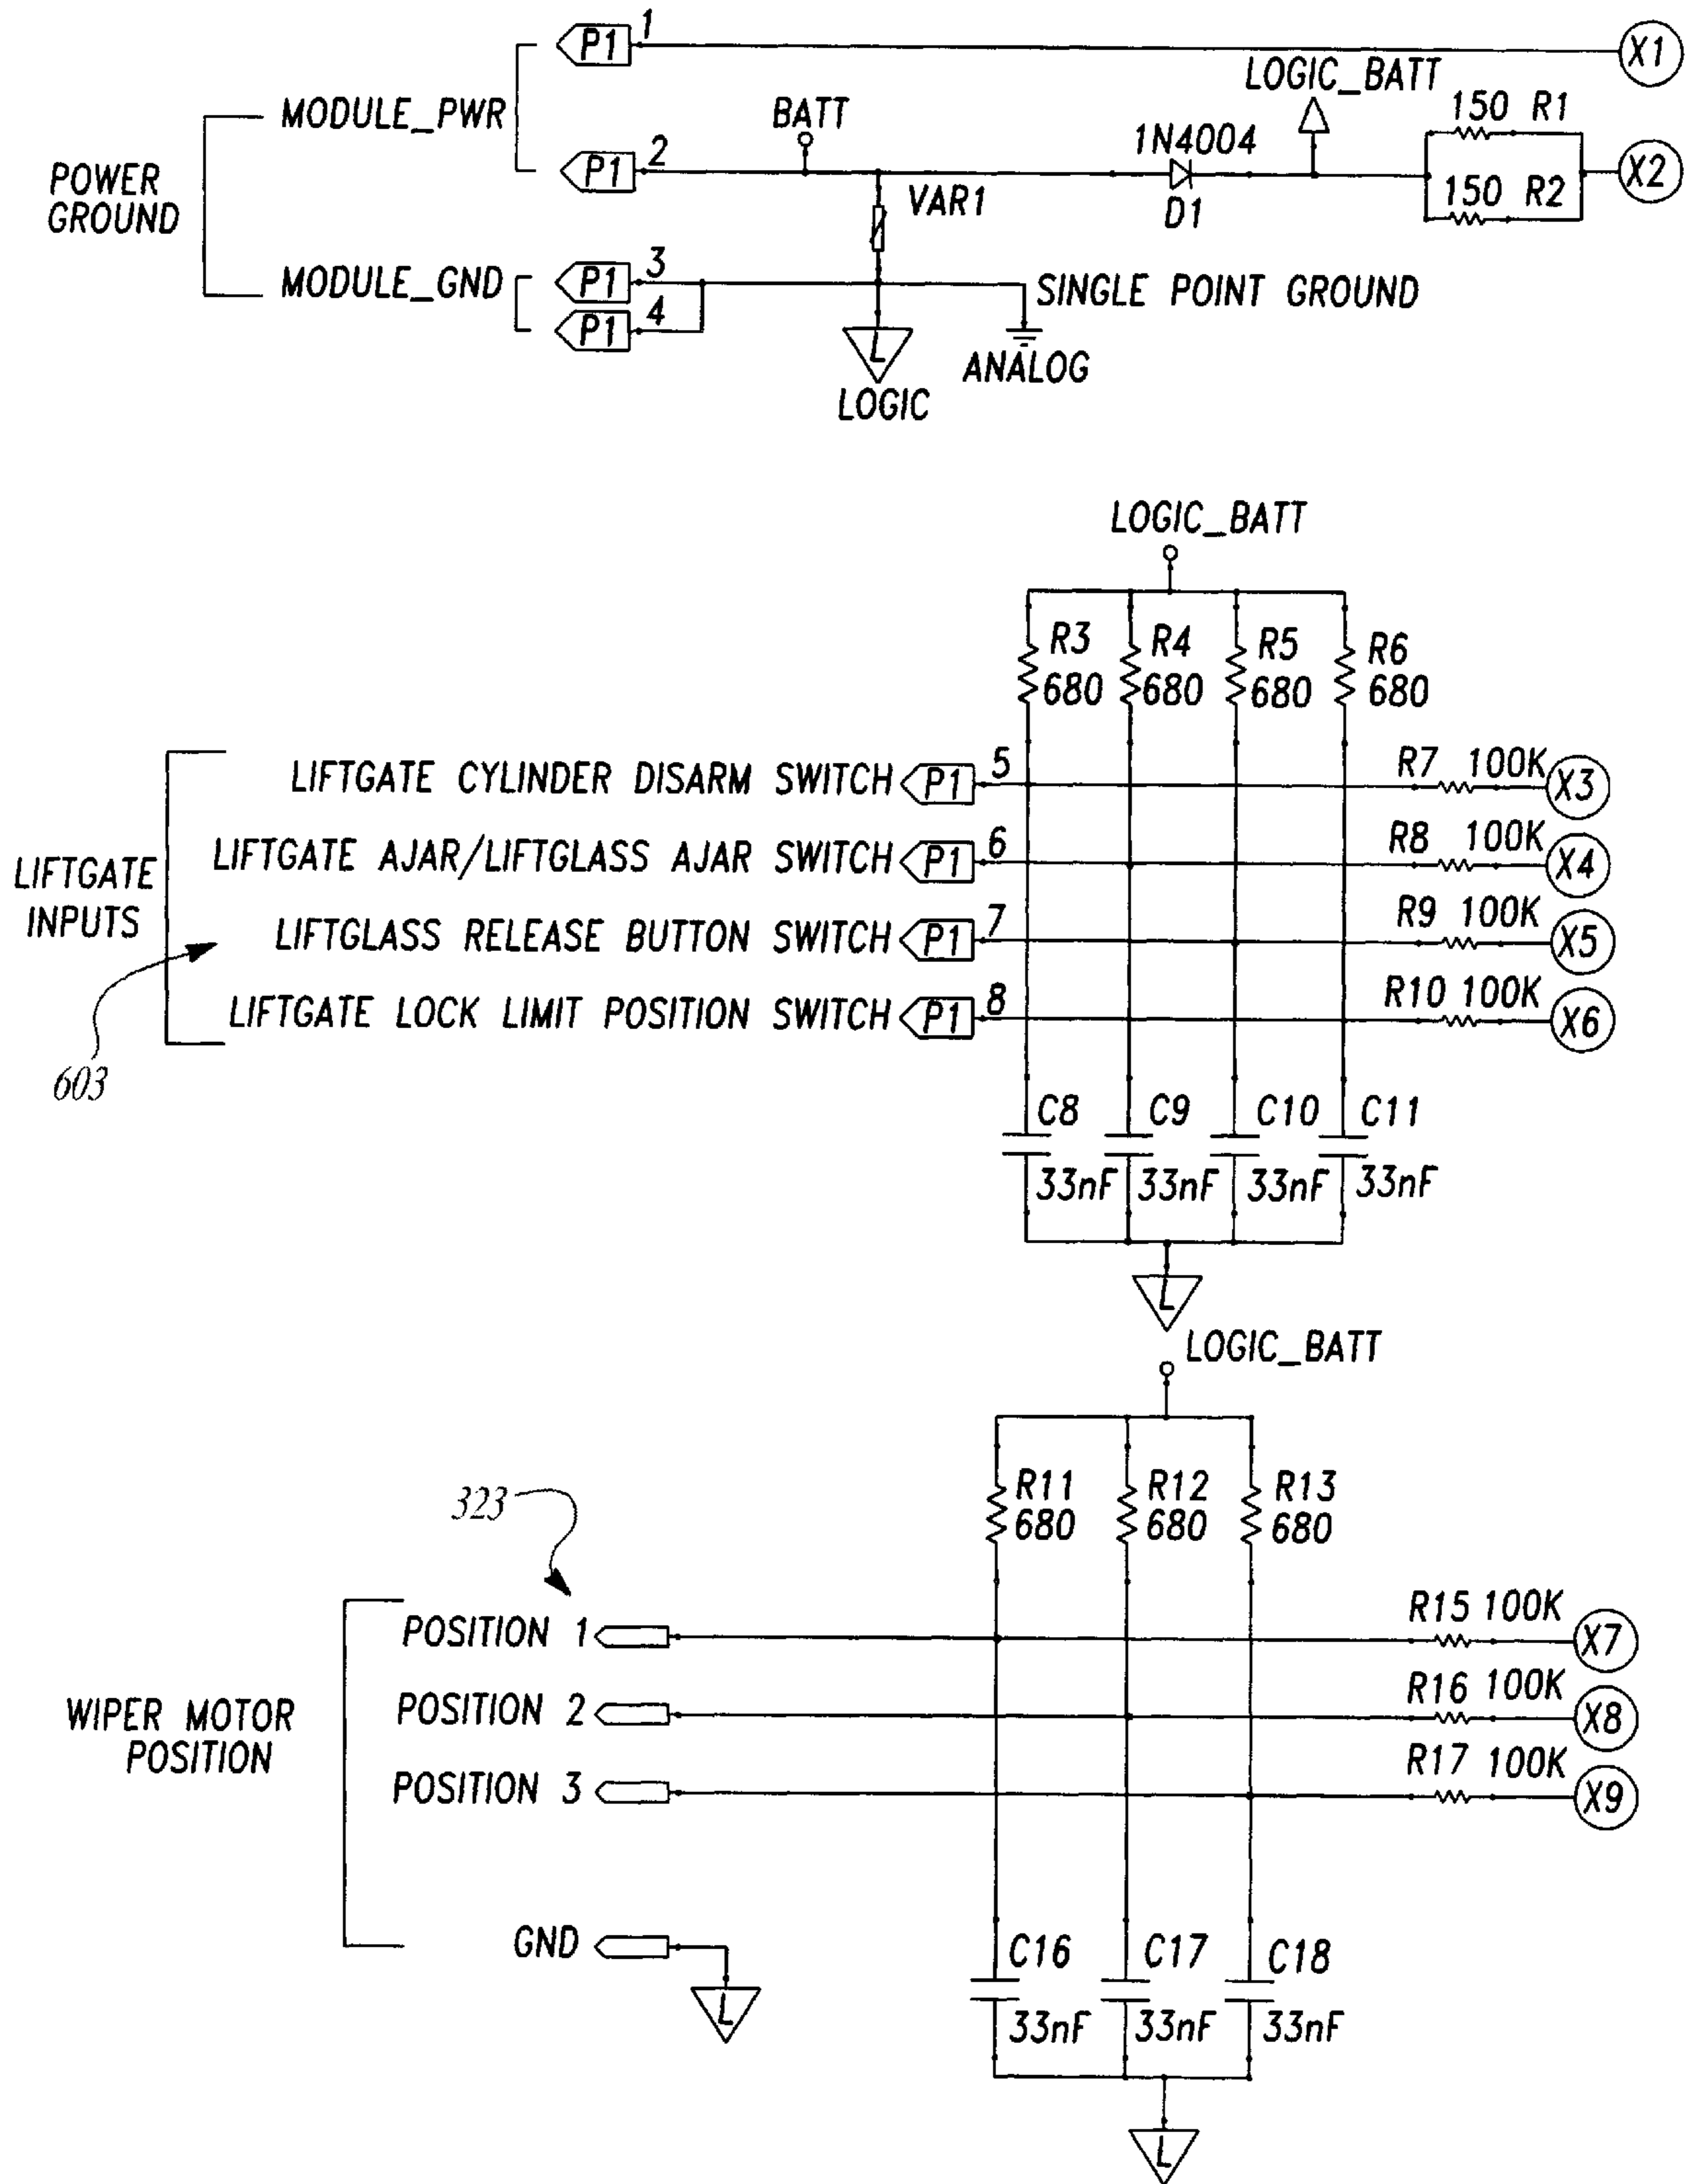 P1 1 X1
LOGIC_BATT
MODULE_PWR BATT 150 R1
1N4004
P1 2 X2
POWER
GROUND
VAR1 D1 150 R2
MODULE_GND P1 3 SINGLE POINT GROUND
P1 4
L ANALOG
LOGIC
LOGIC_BATT
R3 R4 R5 R6
680 680 680 680
LIFTGATE CYLINDER DISARM SWITCH P1 5 R7 100K X3
LIFTGATE AJAR/LIFTGLASS AJAR SWITCH P1 6 R8 100K X4
LIFTGATE
INPUTS
LIFTGLASS RELEASE BUTTON SWITCH P1 7 R9 100K X5
LIFTGATE LOCK LIMIT POSITION SWITCH P1 8 R10 100K X6
603
C8 C9 C10 C11
33nF 33nF 33nF 33nF
L
LOGIC_BATT
R11 R12 R13
680 680 680
323
POSITION 1 R15 100K X7
POSITION 2 R16 100K X8
WIPER MOTOR
POSITION
POSITION 3 R17 100K X9
GND
L
C16 C17 C18
33nF 33nF 33nF
L